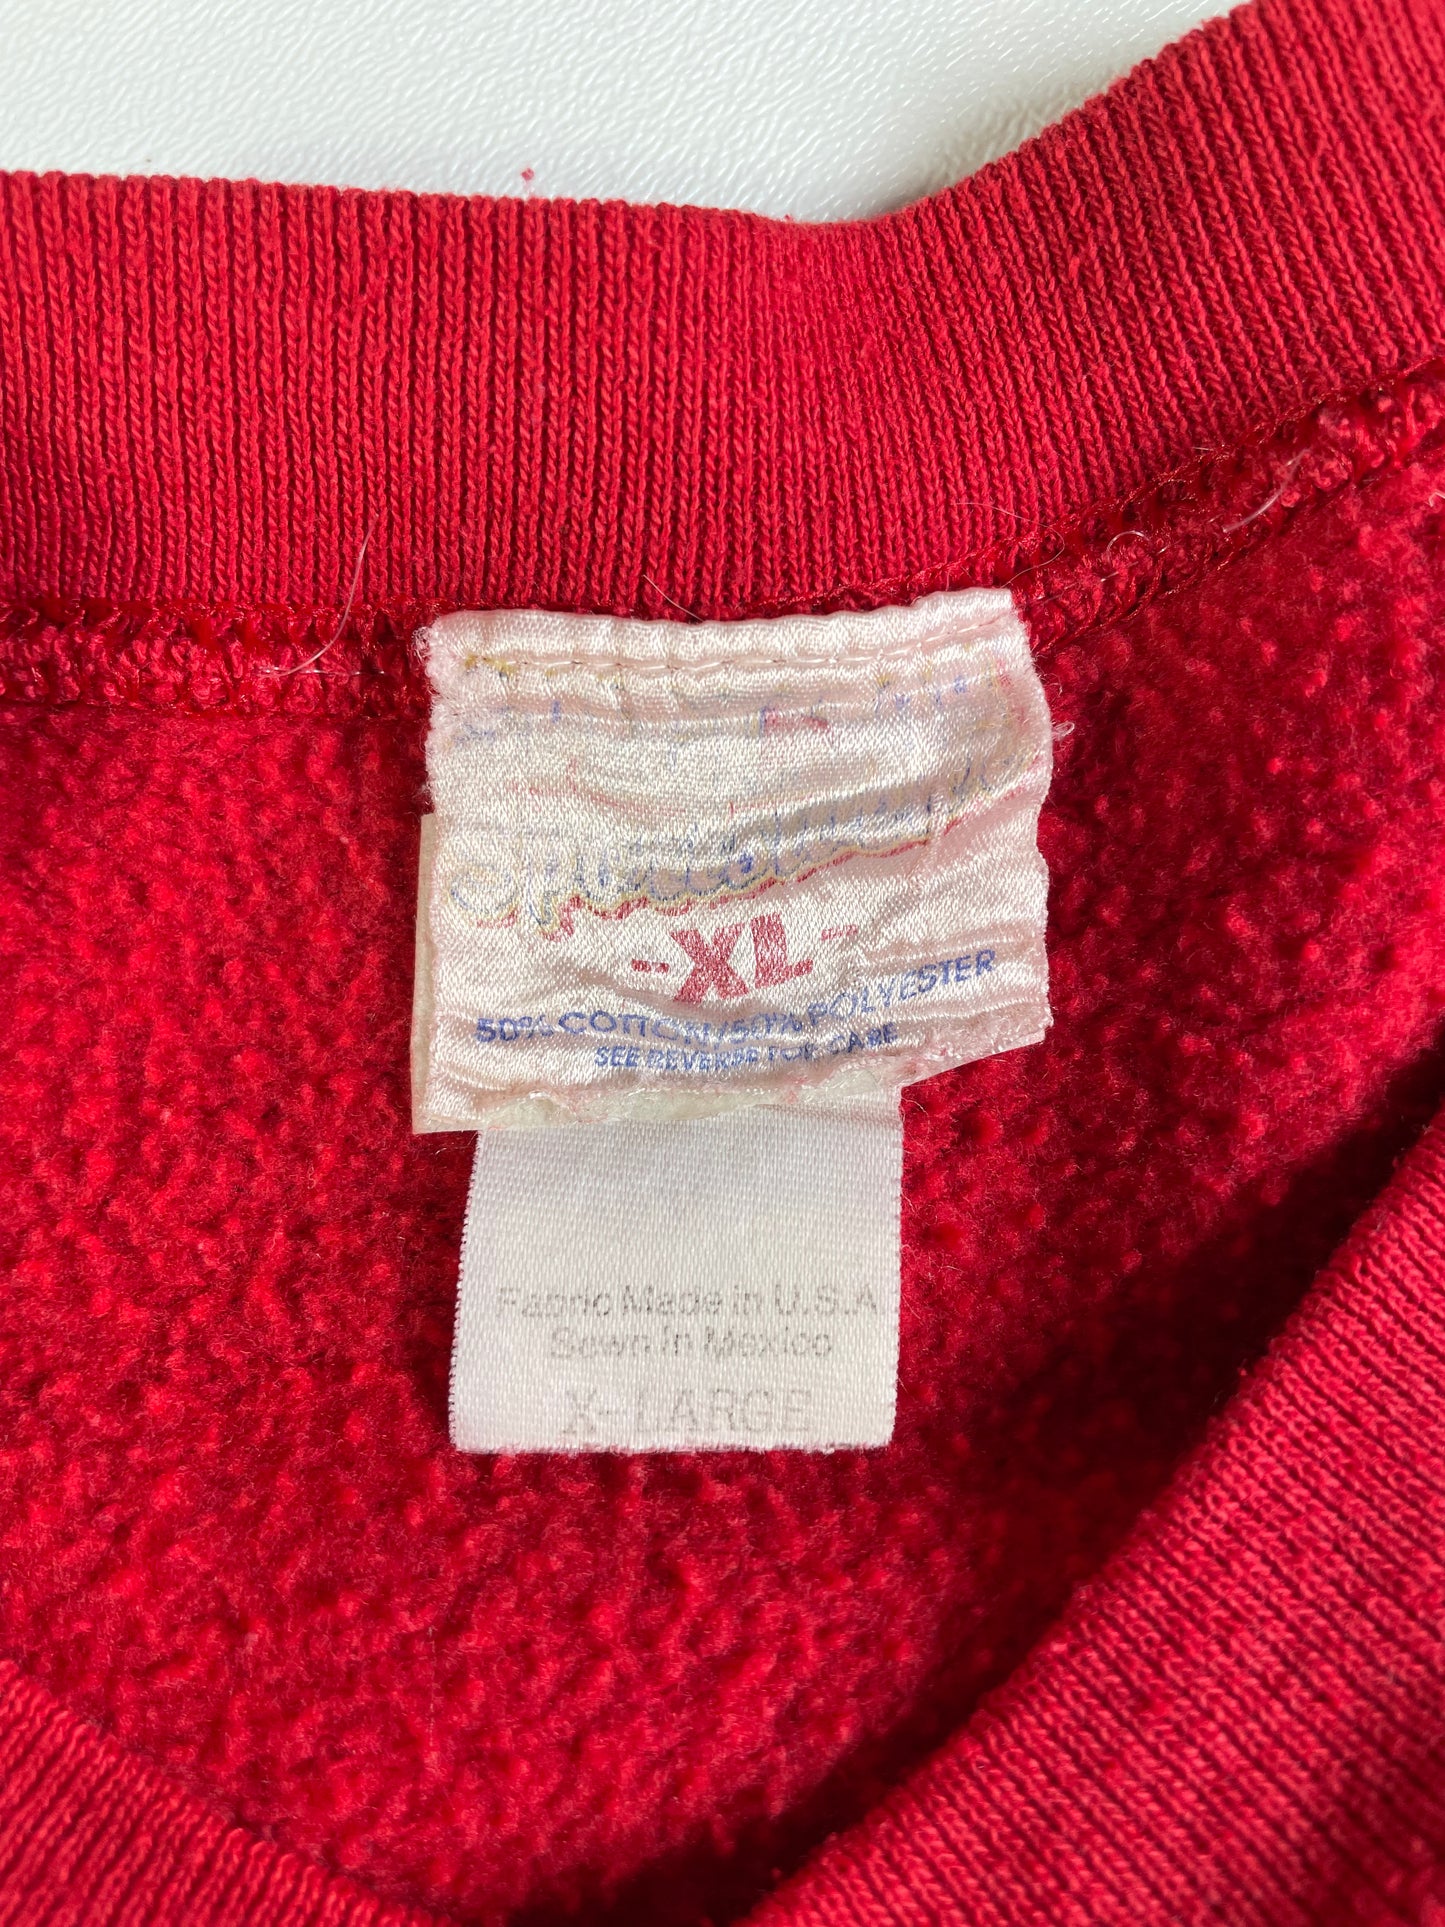 -XL-
50% COTTON/50% POLYESTER
SEE REVERSE FOR CARE
Fabric Made in U.S.A
Sewn in Mexico
X-LARGE